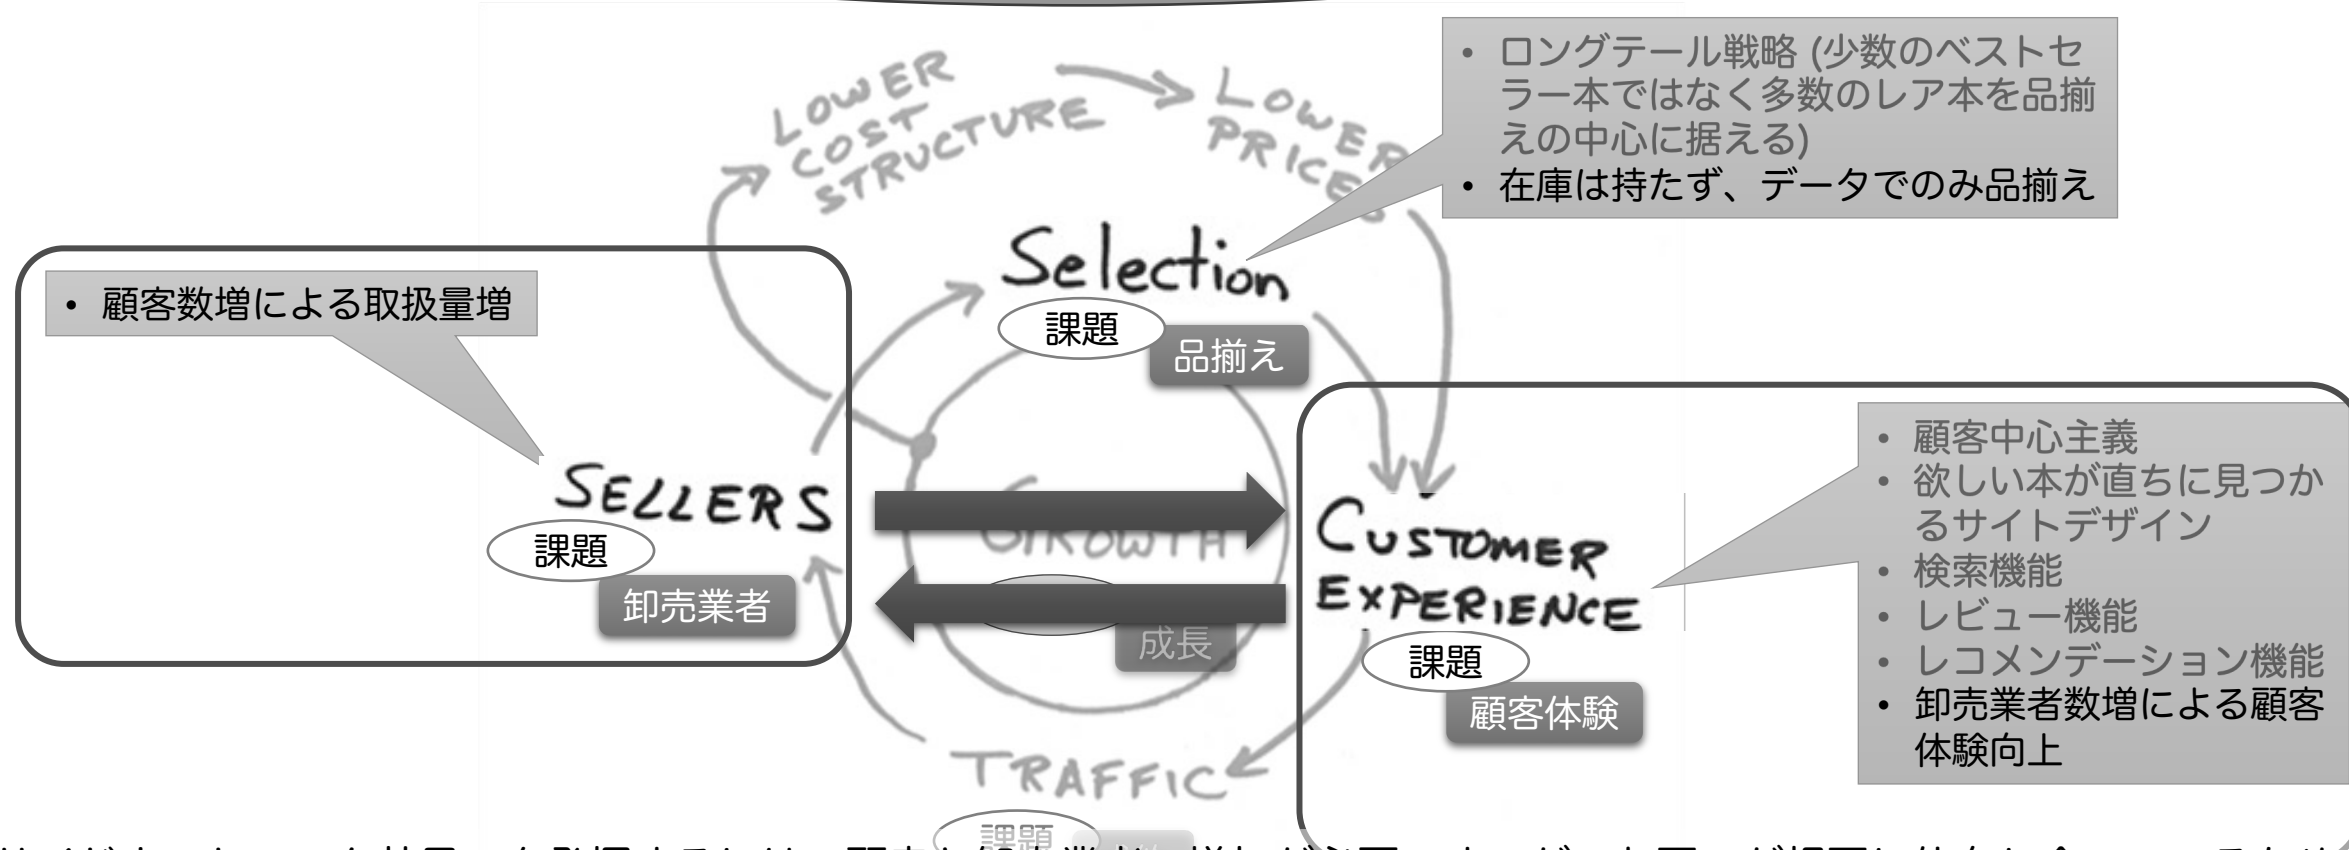 LOWER
COST
STRUCTURE
LOWER
PRICES
• ロングテール戦略 (少数のベストセ
ラー本ではなく多数のレア本を品揃
えの中心に据える)
• 在庫は持たず、データでのみ品揃え
Selection
課題
品揃え
• 顧客数増による取扱量増
SELLERS
課題
卸売業者
GROWTH
成長
CUSTOMER
EXPERIENCE
課題
顧客体験
• 顧客中心主義
• 欲しい本が直ちに見つか
るサイトデザイン
• 検索機能
• レビュー機能
• レコメンデーション機能
• 卸売業者数増による顧客
体験向上
TRAFFIC
課題